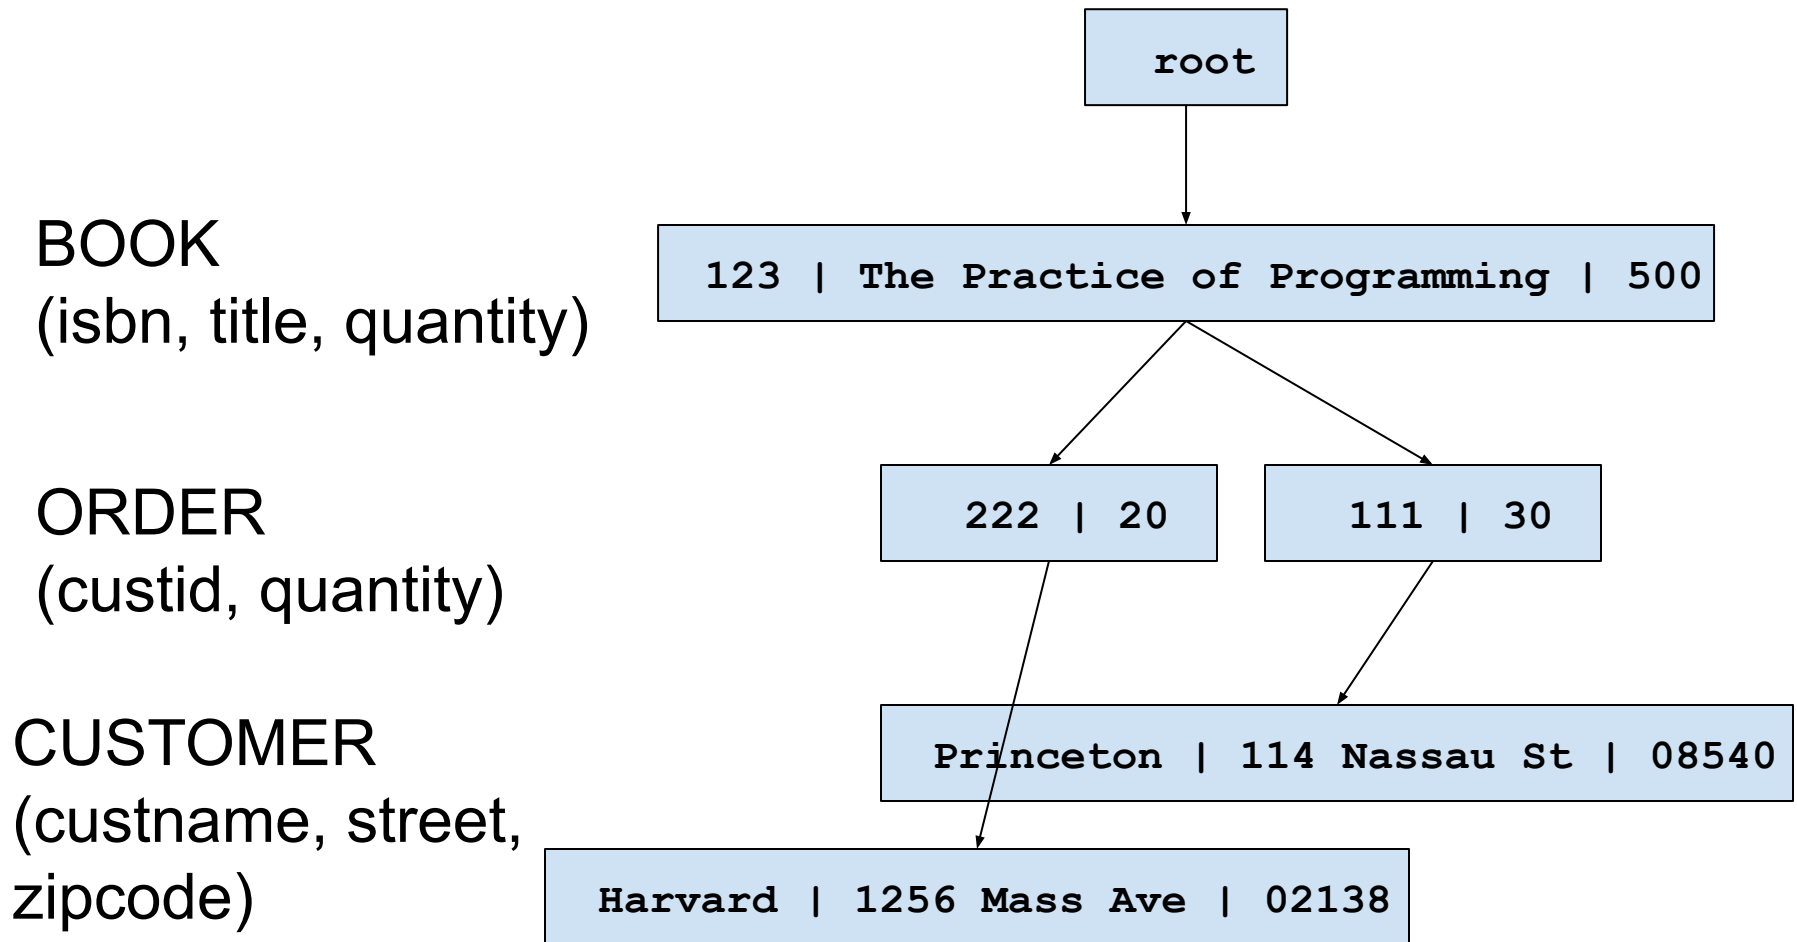 root
BOOK
(isbn, title, quantity)
123 | The Practice of Programming | 500
ORDER
(custid, quantity)
222 | 20
111 | 30
CUSTOMER
(custname, street,
zipcode)
Princeton | 114 Nassau St | 08540
Harvard | 1256 Mass Ave | 02138